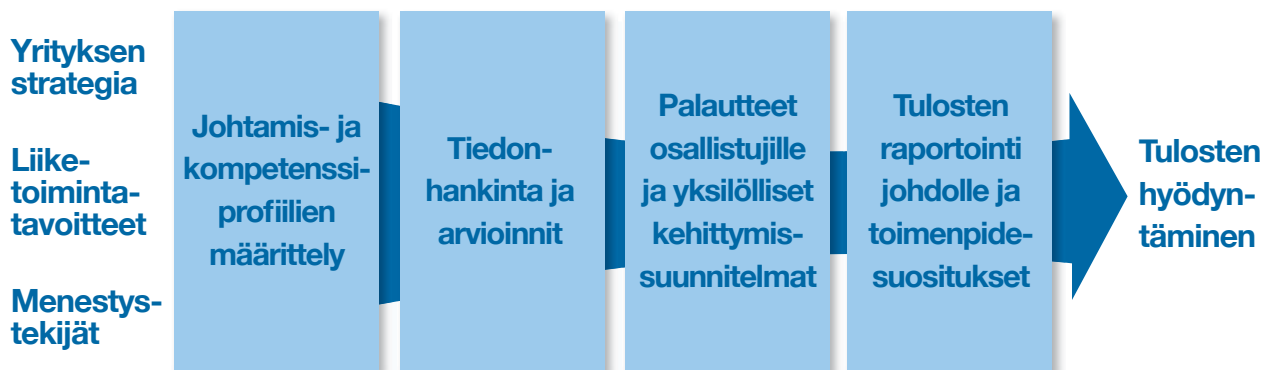 Yrityksen
strategia
Liike-
toiminta-
tavoitteet
Menestys-
tekijät
Johtamis- ja
kompetenssi-
profiilien
määrittely
Tiedon-
hankinta ja
arvioinnit
Palautteet
osallistujille
ja yksilölliset
kehittymis-
suunnitelmat
Tulosten
raportointi
johdolle ja
toimenpide-
suositukset
Tulosten
hyödyn-
täminen